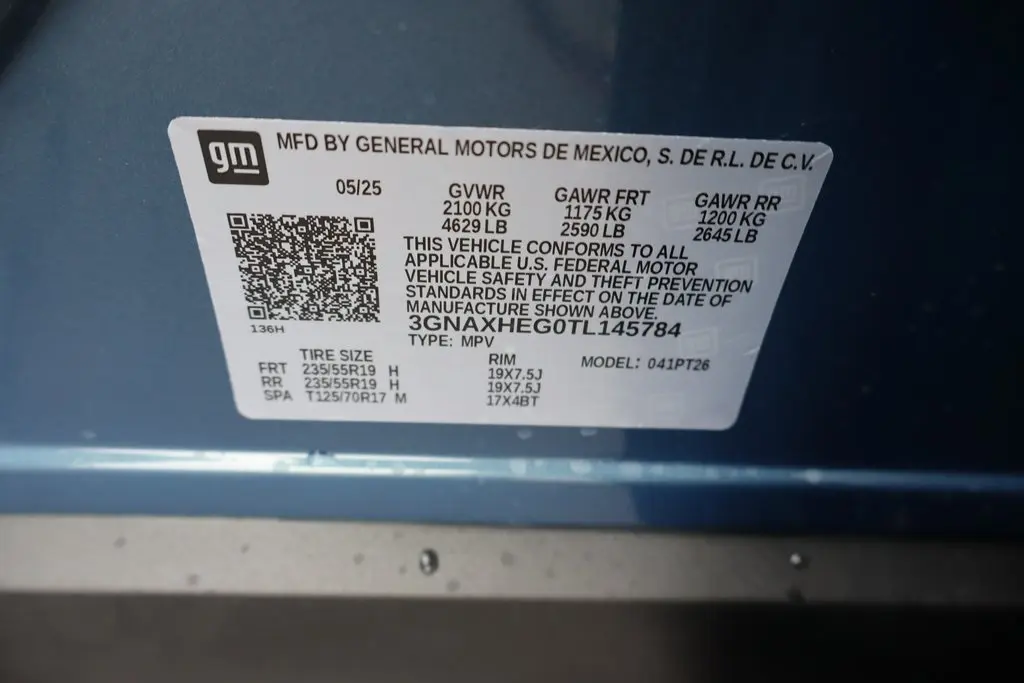 gm MFD BY GENERAL MOTORS DE MEXICO, S. DE R.L. DE C.V.
05/25 GVWR GAWR FRT GAWR RR
2100 KG 1175 KG 1200 KG
4629 LB 2590 LB 2645 LB
THIS VEHICLE CONFORMS TO ALL
APPLICABLE U.S. FEDERAL MOTOR
VEHICLE SAFETY AND THEFT PREVENTION
STANDARDS IN EFFECT ON THE DATE OF
MANUFACTURE SHOWN ABOVE.
136H 3GNAXHEG0TL145784
TYPE: MPV
TIRE SIZE RIM MODEL: 041PT26
FRT 235/55R19 H 19X7.5J
RR 235/55R19 H 19X7.5J
SPA T125/70R17 M 17X4BT